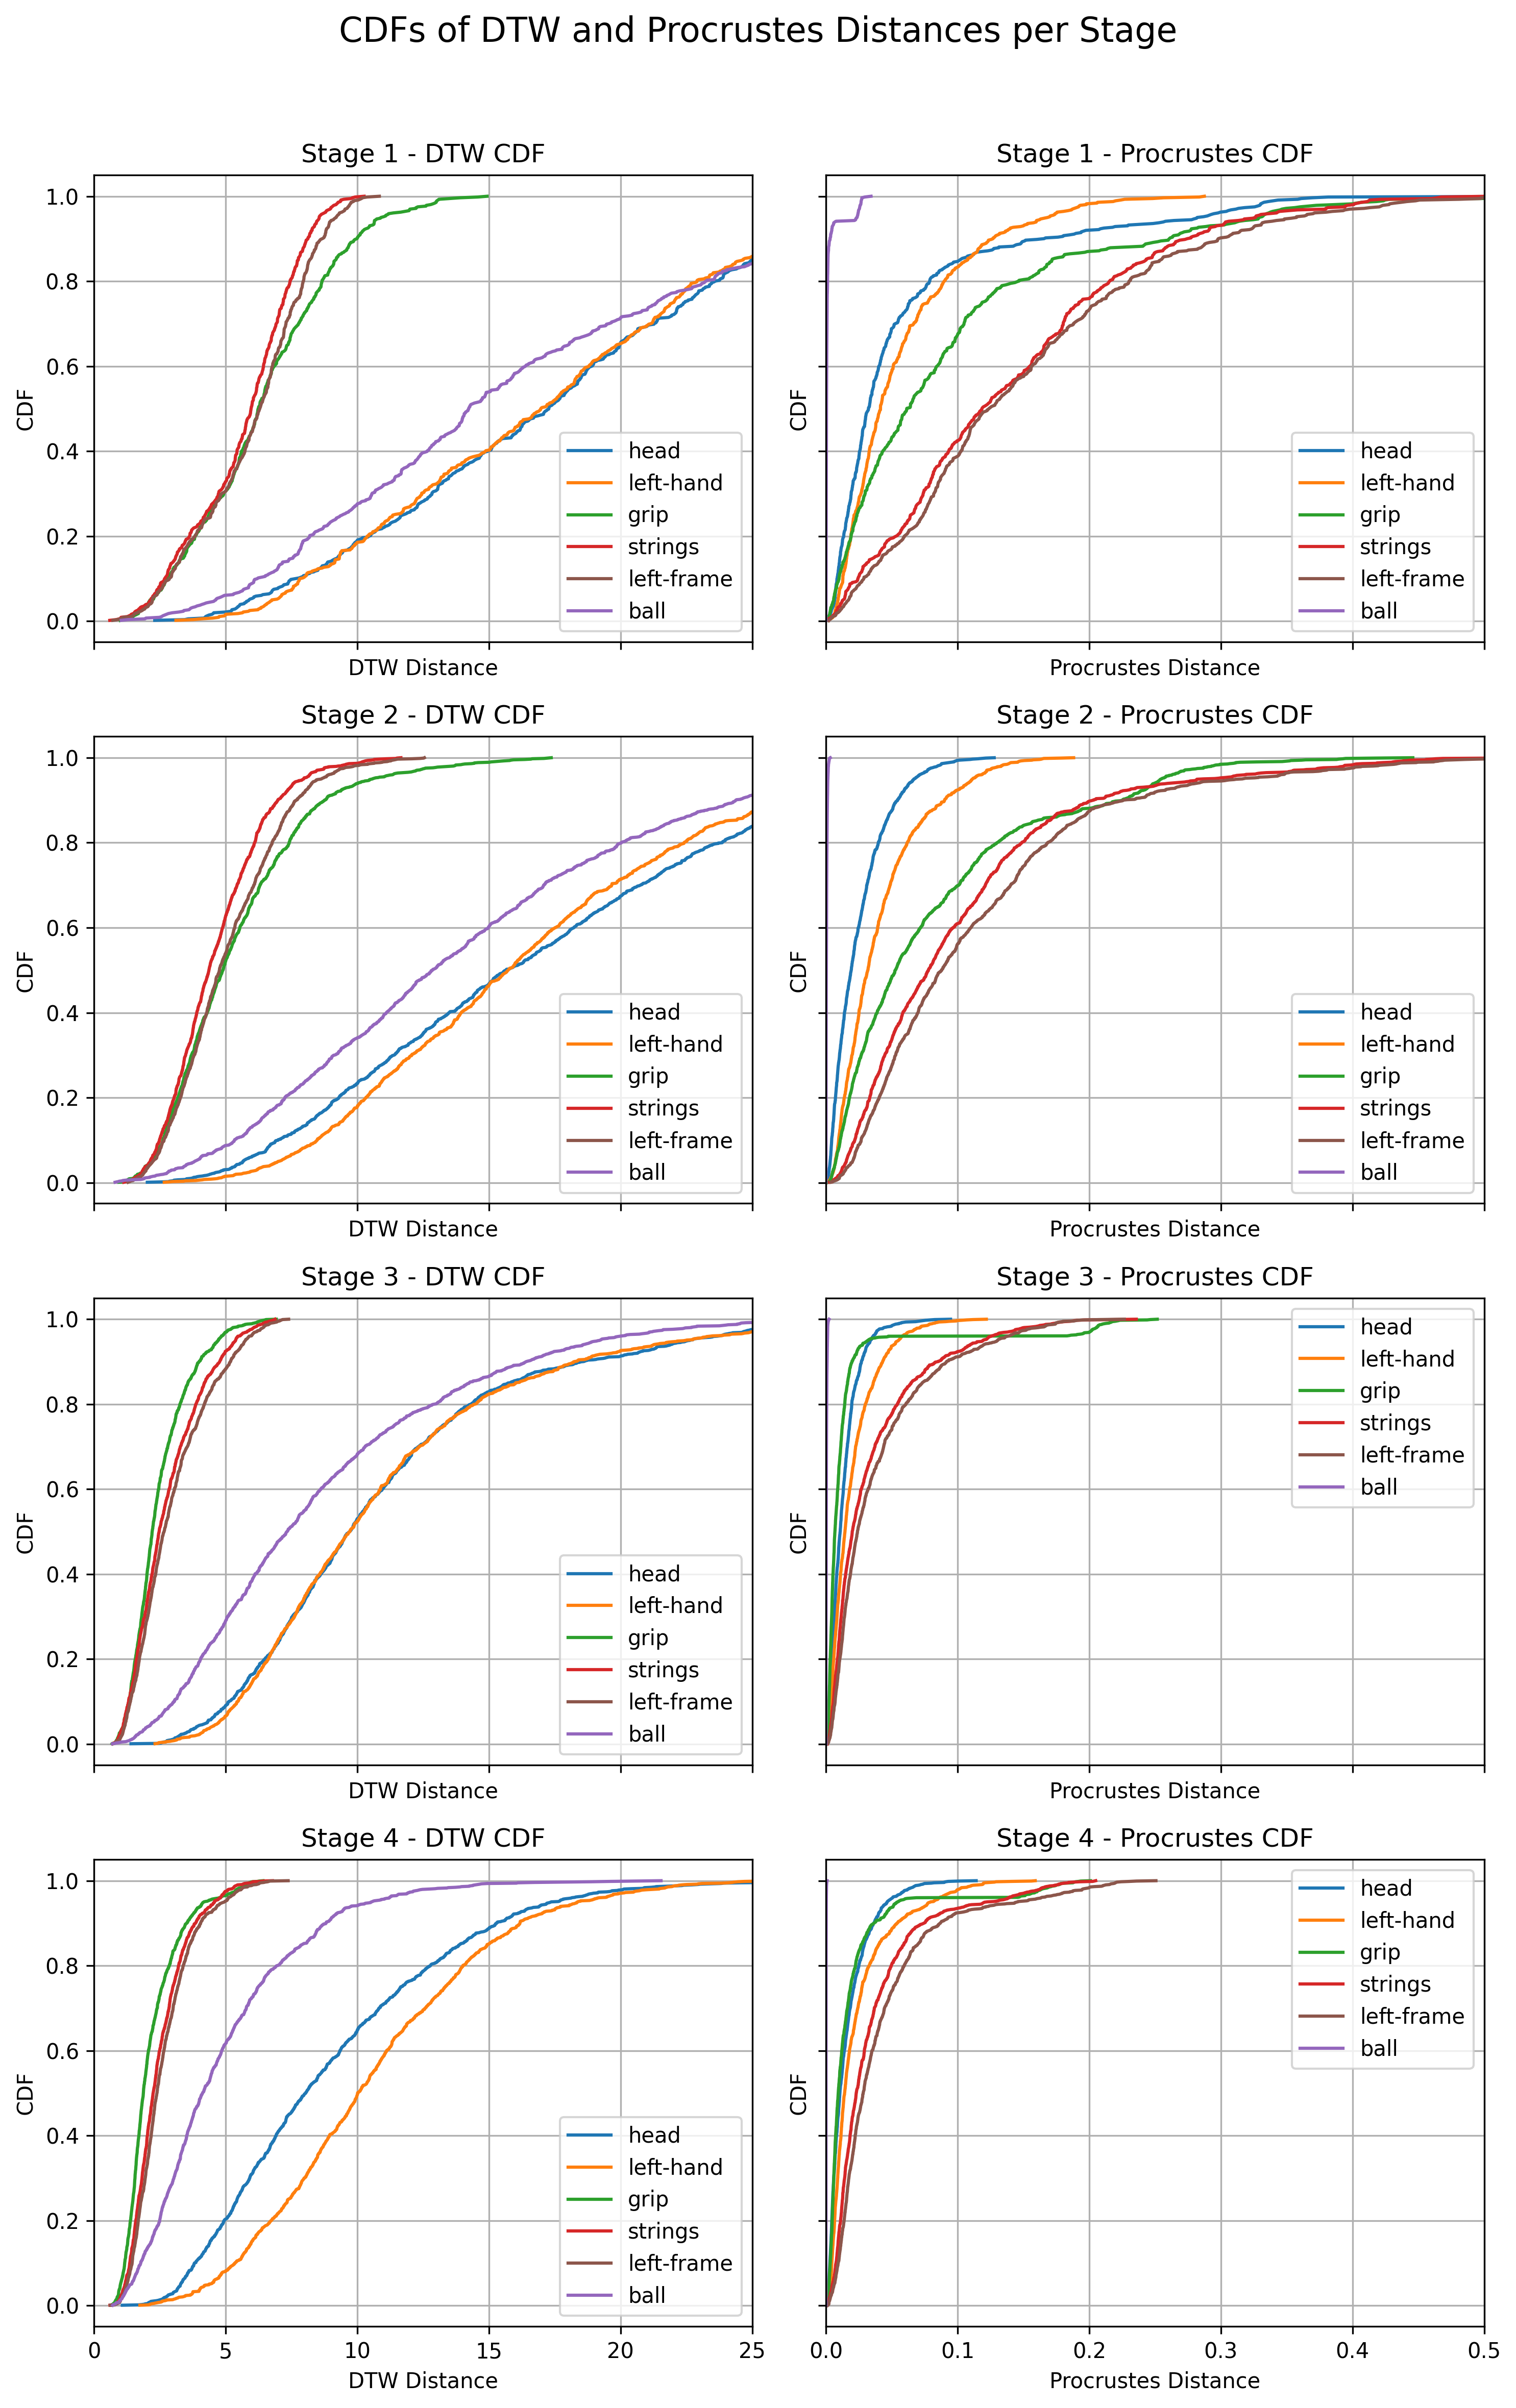 CDFs of DTW and Procrustes Distances per Stage
Stage 1 - DTW CDF
1.0
0.8
0.6
0.4
0.2
0.0
CDF
head
left-hand
grip
strings
left-frame
ball
DTW Distance
Stage 1 - Procrustes CDF
CDF
head
left-hand
grip
strings
left-frame
ball
Procrustes Distance
Stage 2 - DTW CDF
1.0
0.8
0.6
0.4
0.2
0.0
CDF
head
left-hand
grip
strings
left-frame
ball
DTW Distance
Stage 2 - Procrustes CDF
CDF
head
left-hand
grip
strings
left-frame
ball
Procrustes Distance
Stage 3 - DTW CDF
1.0
0.8
0.6
0.4
0.2
0.0
CDF
head
left-hand
grip
strings
left-frame
ball
DTW Distance
Stage 3 - Procrustes CDF
CDF
head
left-hand
grip
strings
left-frame
ball
Procrustes Distance
Stage 4 - DTW CDF
1.0
0.8
0.6
0.4
0.2
0.0
CDF
head
left-hand
grip
strings
left-frame
ball
0 5 10 15 20 25
DTW Distance
Stage 4 - Procrustes CDF
CDF
head
left-hand
grip
strings
left-frame
ball
0.0 0.1 0.2 0.3 0.4 0.5
Procrustes Distance